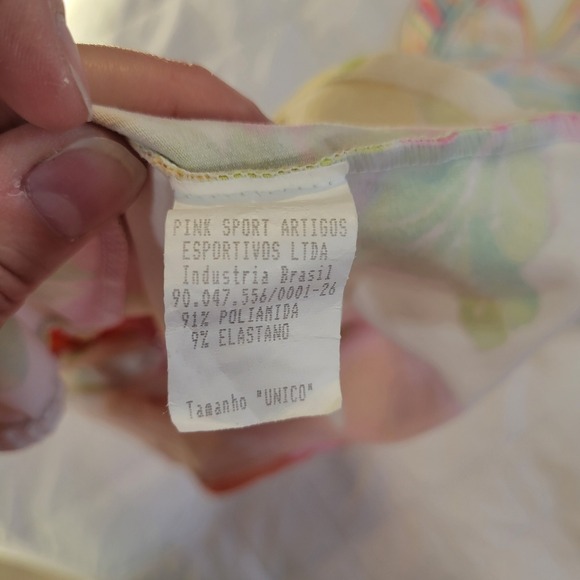 PINK SPORT ARTIGOS
ESPORTIVOS LTDA
Industria Brasil
90.047.556/0001-26
91% POLIAMIDA
9% ELASTANO
Tamanho "UNICO"